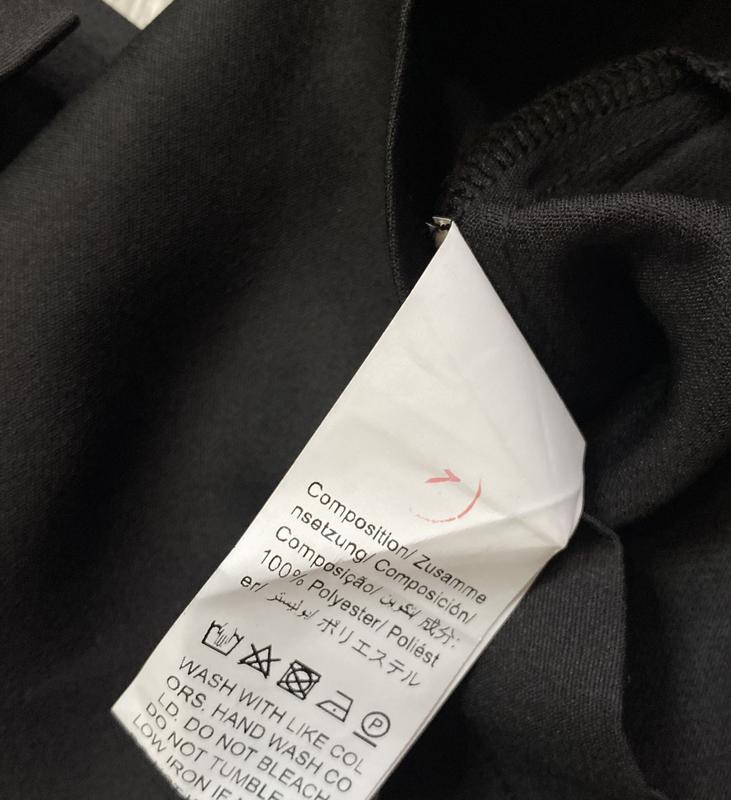 Composition/ Zusamme
nsetzung/ Composición/
Composição/ تكوين/ 成分:
100% Polyester/ Poliést
er/ بوليستر/ ポリエステル
P
WASH WITH LIKE COL
ORS. HAND WASH CO
LD. DO NOT BLEACH
DO NOT TUMBLE
LOW IRON IF